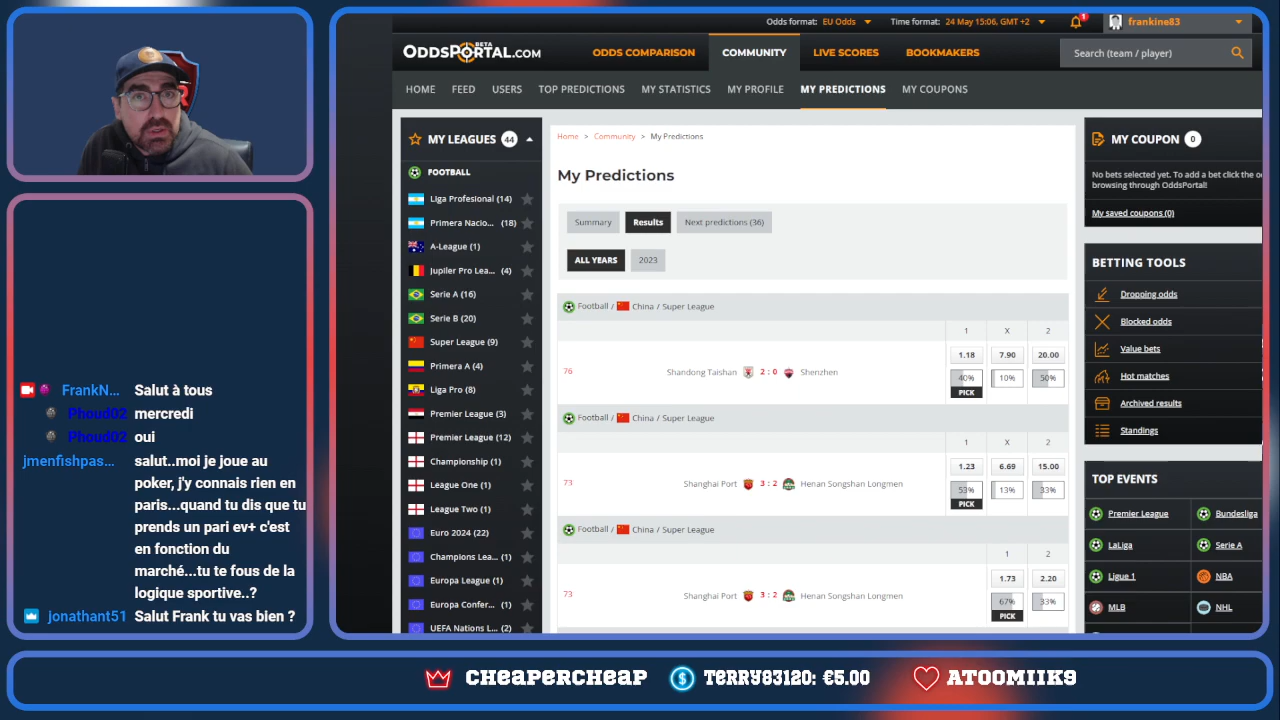 Odds format: EU Odds
Time format: 24 May 15:06, GMT +2
1
frankine83
BETA
ODDSPORTAL.COM
ODDS COMPARISON
COMMUNITY
LIVE SCORES
BOOKMAKERS
Search (team / player)
HOME
FEED
USERS
TOP PREDICTIONS
MY STATISTICS
MY PROFILE
MY PREDICTIONS
MY COUPONS
MY LEAGUES 44
FOOTBALL
Liga Profesional (14)
Primera Nacio... (18)
A-League (1)
Jupiler Pro Lea... (4)
Serie A (16)
Serie B (20)
Super League (9)
Primera A (4)
Liga Pro (8)
Premier League (3)
Premier League (12)
Championship (1)
League One (1)
League Two (1)
Euro 2024 (22)
Champions Lea... (1)
Europa League (1)
Europa Confer... (1)
UEFA Nations L... (2)
Home > Community > My Predictions
My Predictions
Summary
Results
Next predictions (36)
ALL YEARS
2023
Football / China / Super League
1 X 2
1.18 7.90 20.00
76 Shandong Taishan 2:0 Shenzhen
40% 10% 50%
PICK
Football / China / Super League
1 X 2
1.23 6.69 15.00
73 Shanghai Port 3:2 Henan Songshan Longmen
53% 13% 33%
PICK
Football / China / Super League
1 2
1.73 2.20
73 Shanghai Port 3:2 Henan Songshan Longmen
67% 33%
PICK
MY COUPON 0
No bets selected yet. To add a bet click the
browsing through OddsPortal!
My saved coupons (0)
BETTING TOOLS
Dropping odds
Blocked odds
Value bets
Hot matches
Archived results
Standings
TOP EVENTS
Premier League
Bundesliga
LaLiga
Serie A
Ligue 1
NBA
MLB
NHL
FrankN... Salut à tous
Phoud02 mercredi
Phoud02 oui
jmenfishpas... salut..moi je joue au
poker, j'y connais rien en
paris...quand tu dis que tu
prends un pari ev+ c'est
en fonction du
marché...tu te fous de la
logique sportive..?
jonathant51 Salut Frank tu vas bien ?
CHEAPERCHEAP
TERRY83120: €5.00
ATOOMIIK9